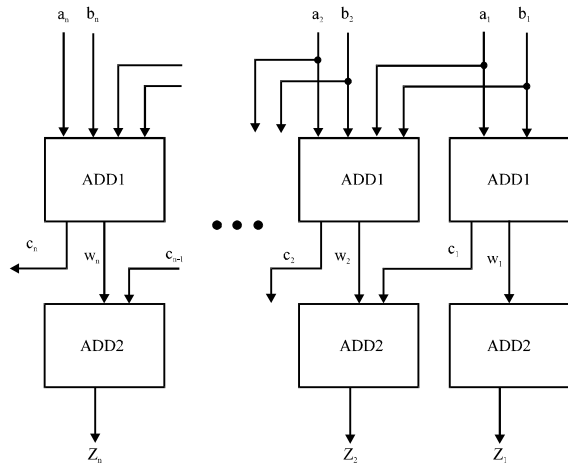 aₙ bₙ a₂ b₂ a₁ b₁
ADD1 ADD1 ADD1
cₙ wₙ cₙ₋₁ c₂ w₂ c₁ w₁
ADD2 ADD2 ADD2
Zₙ Z₂ Z₁